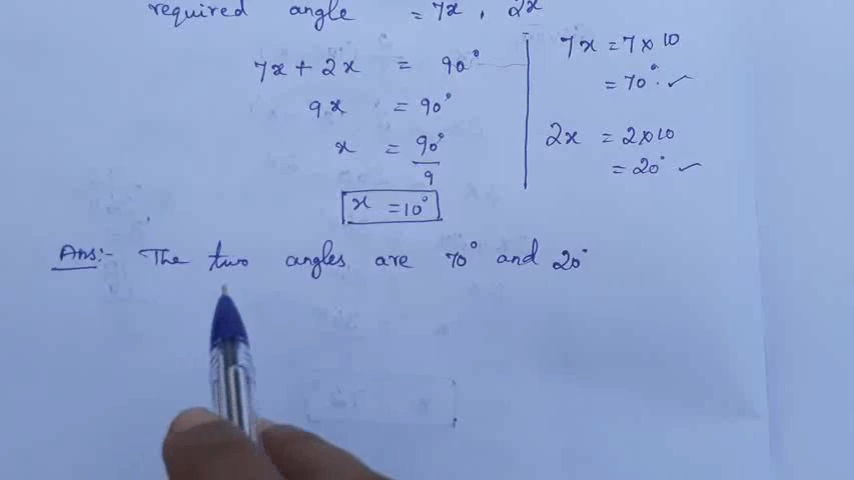 required angle = 7x, 2x
7x + 2x = 90°
9x = 90°
x = 90°/9
x = 10°
7x = 7×10
= 70° ✓
2x = 2×10
= 20° ✓
Ans:- The two angles are 70° and 20°